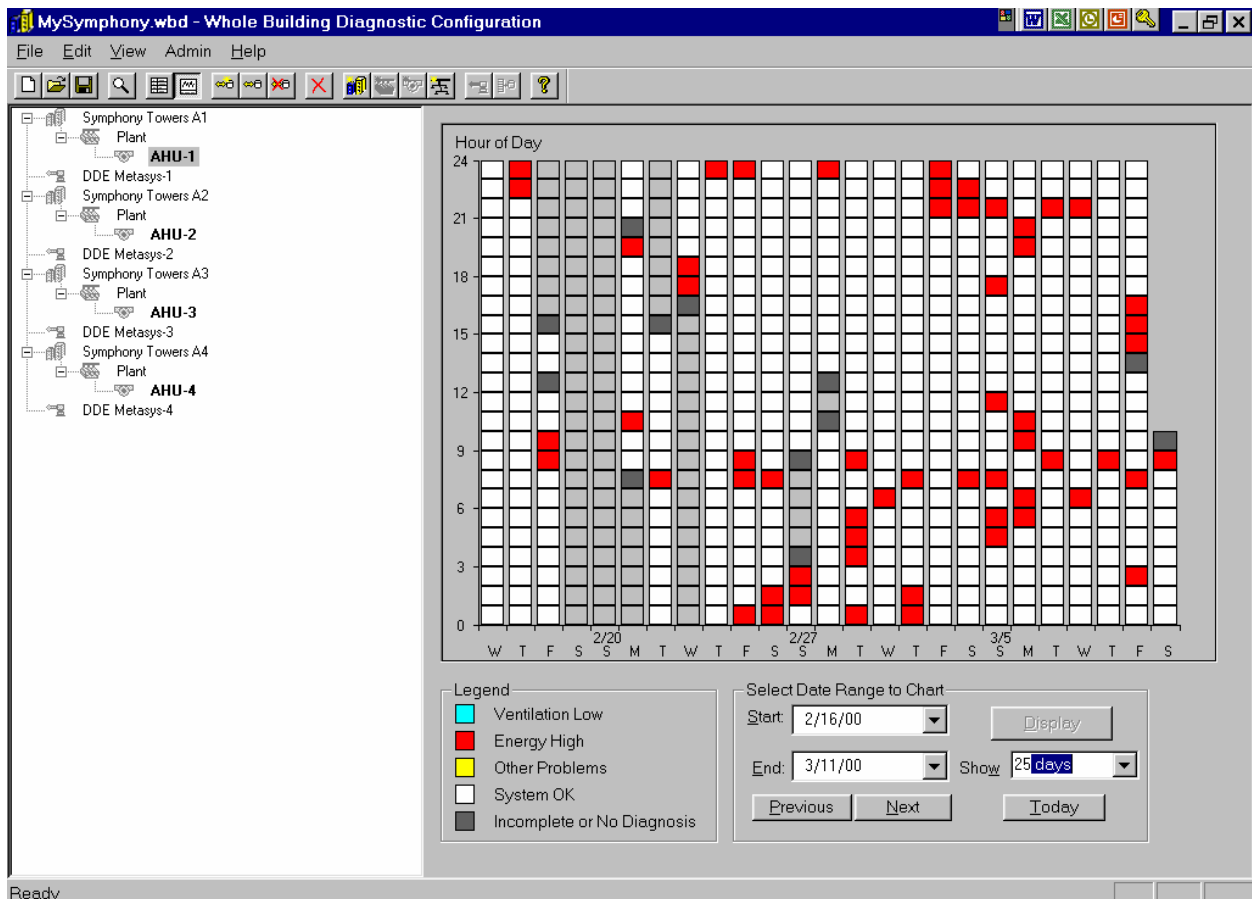 MySymphony.wbd - Whole Building Diagnostic Configuration
File Edit View Admin Help
Symphony Towers A1
Plant
AHU-1
DDE Metasys-1
Symphony Towers A2
Plant
AHU-2
DDE Metasys-2
Symphony Towers A3
Plant
AHU-3
DDE Metasys-3
Symphony Towers A4
Plant
AHU-4
DDE Metasys-4
Hour of Day
24
21
18
15
12
9
6
3
0
2/20 2/27 3/5
W T F S S M T W T F S S M T W T F S S M T W T F S
Legend
Ventilation Low
Energy High
Other Problems
System OK
Incomplete or No Diagnosis
Select Date Range to Chart
Start: 2/16/00 Display
End: 3/11/00 Show 25 days
Previous Next Today
Ready